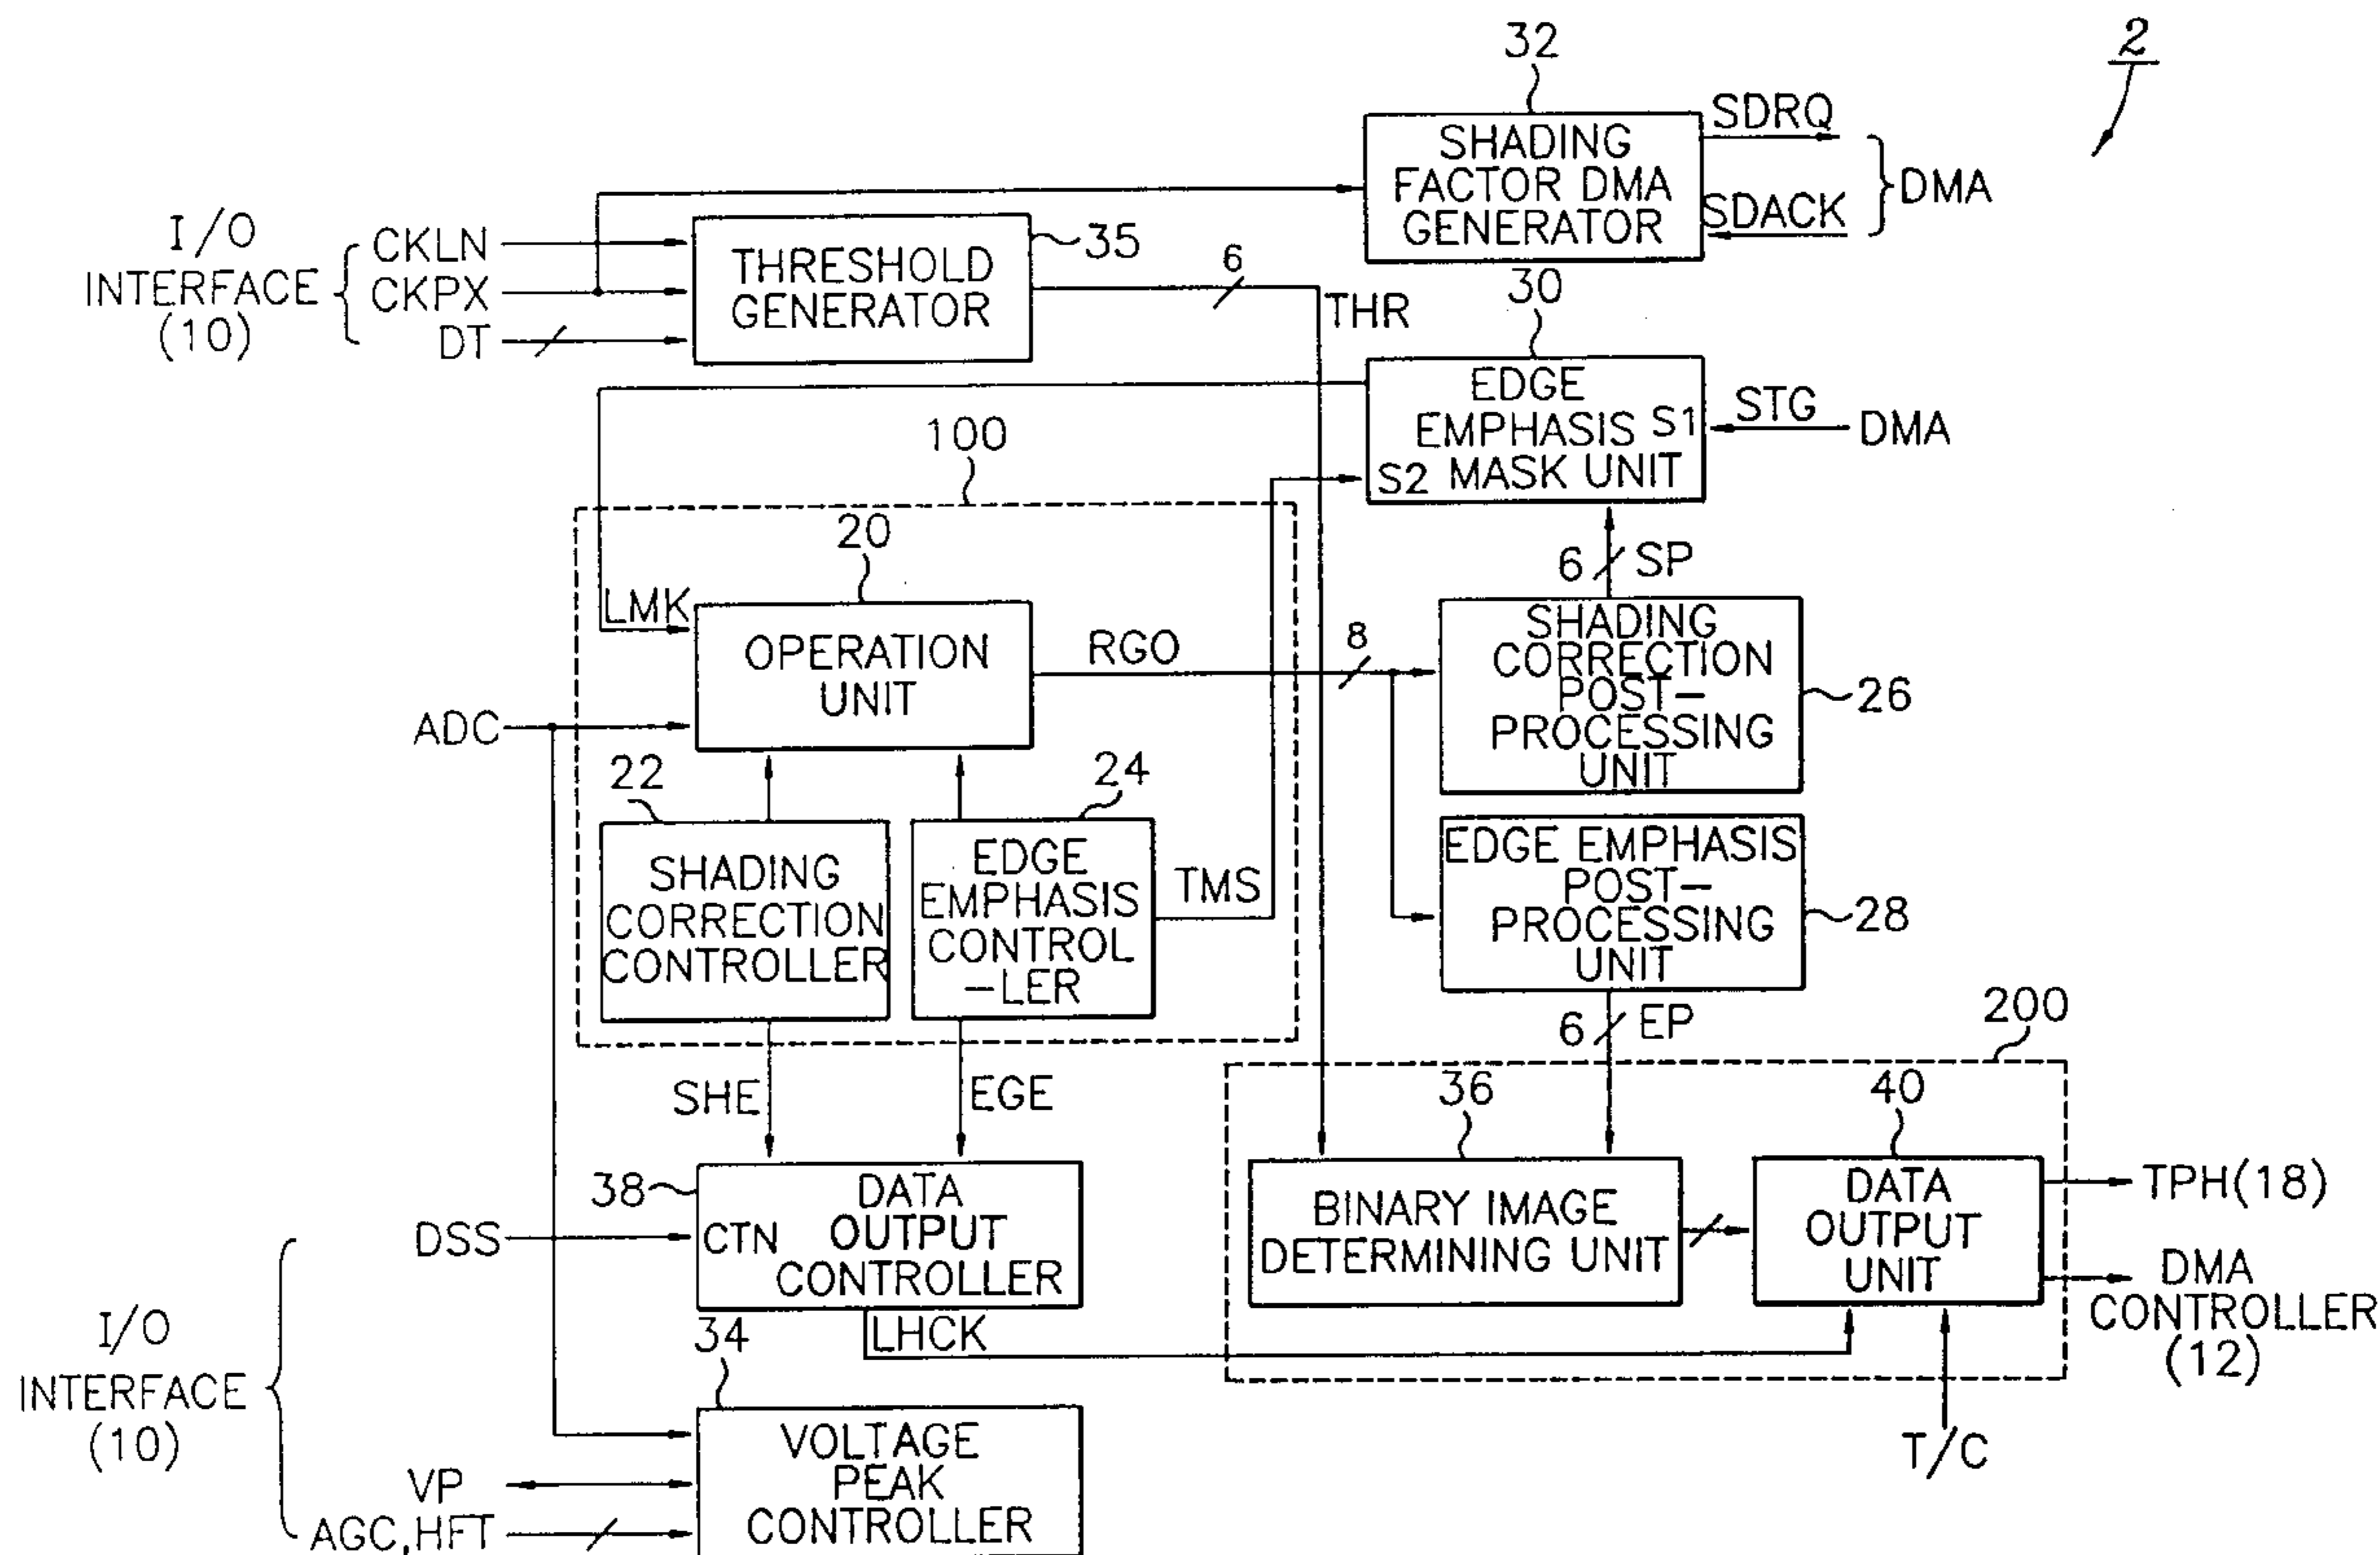 2
32
SHADING
FACTOR DMA
GENERATOR
SDRQ
SDACK
DMA
I/O
INTERFACE
(10)
CKLN
CKPX
DT
THRESHOLD
GENERATOR
35
6
THR
30
EDGE
EMPHASIS S1
S2 MASK UNIT
STG
DMA
100
20
LMK
OPERATION
UNIT
RGO
8
6 SP
SHADING
CORRECTION
POST-
PROCESSING
UNIT
26
ADC
22
SHADING
CORRECTION
CONTROLLER
24
EDGE
EMPHASIS
CONTROL
-LER
TMS
EDGE EMPHASIS
POST-
PROCESSING
UNIT
28
6 EP
200
SHE
EGE
38
DSS
CTN
DATA
OUTPUT
CONTROLLER
LHCK
36
BINARY IMAGE
DETERMINING UNIT
40
DATA
OUTPUT
UNIT
TPH(18)
DMA
CONTROLLER
(12)
T/C
I/O
INTERFACE
(10)
34
VOLTAGE
PEAK
CONTROLLER
VP
AGC,HFT